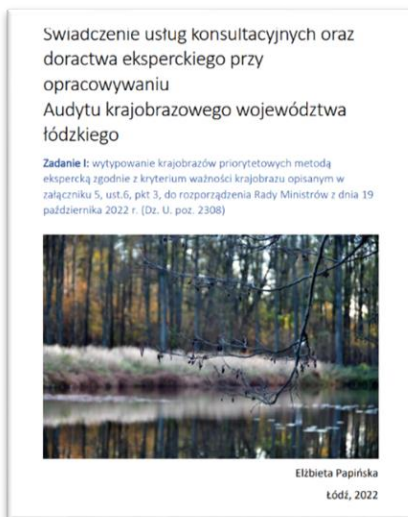 Świadczenie usług konsultacyjnych oraz
doractwa eksperckiego przy
opracowywaniu
Audytu krajobrazowego województwa
łódzkiego
Zadanie I: wytypowanie krajobrazów priorytetowych metodą
ekspercką zgodnie z kryterium ważności krajobrazu opisanym w
załączniku 5, ust.6, pkt 3, do rozporządzenia Rady Ministrów z dnia 19
października 2022 r. (Dz. U. poz. 2308)
Elżbieta Papińska
Łódź, 2022